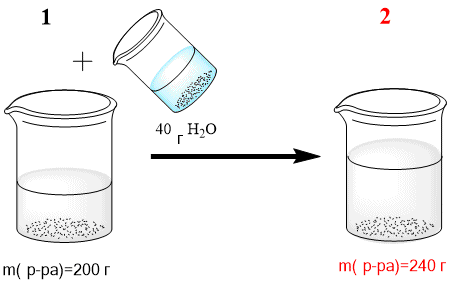 1
2
+
40 г H₂O
m( р-ра)=200 г
m( р-ра)=240 г